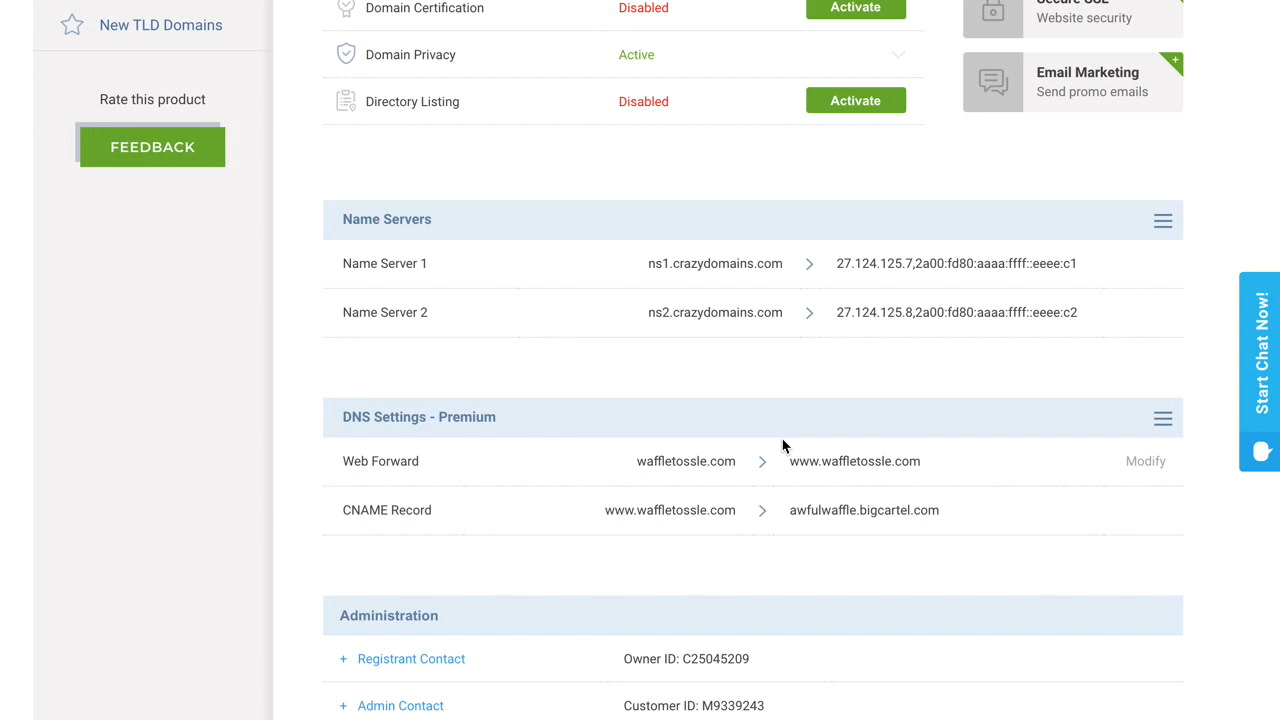 New TLD Domains
Rate this product
FEEDBACK
Domain Certification Disabled Activate
Domain Privacy Active
Directory Listing Disabled Activate
Website security
+
Email Marketing
Send promo emails
Name Servers
Name Server 1 ns1.crazydomains.com 27.124.125.7,2a00:fd80:aaaa:ffff::eeee:c1
Name Server 2 ns2.crazydomains.com 27.124.125.8,2a00:fd80:aaaa:ffff::eeee:c2
DNS Settings - Premium
Web Forward waffletossle.com www.waffletossle.com Modify
CNAME Record www.waffletossle.com awfulwaffle.bigcartel.com
Administration
+ Registrant Contact Owner ID: C25045209
+ Admin Contact Customer ID: M9339243
Start Chat Now!